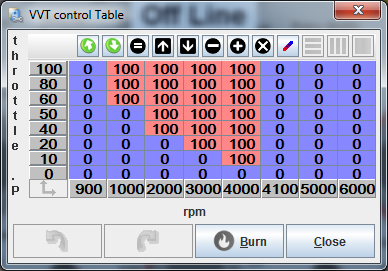 VVT control Table
Off Line
throttle.p
100 0 100 100 100 100 0 0 0
80 0 100 100 100 100 0 0 0
60 0 100 100 100 100 0 0 0
50 0 0 100 100 100 0 0 0
40 0 0 100 100 100 0 0 0
20 0 0 0 100 100 0 0 0
10 0 0 0 0 100 0 0 0
0 0 0 0 0 0 0 0 0
900 1000 2000 3000 4000 4100 5000 6000
rpm
Burn
Close